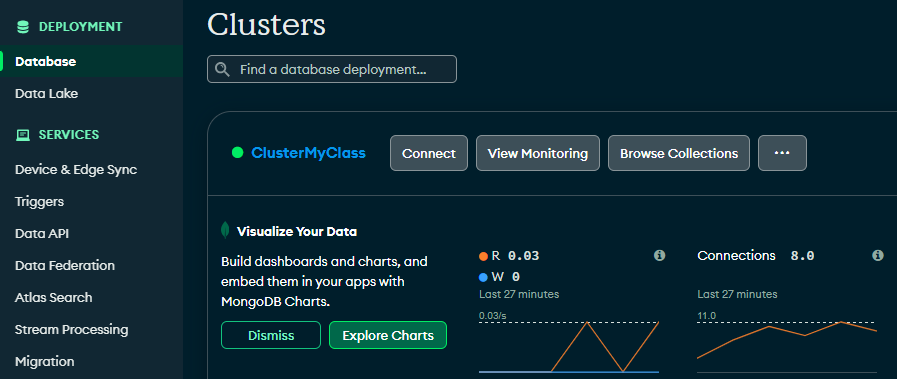 DEPLOYMENT
Database
Data Lake
SERVICES
Device & Edge Sync
Triggers
Data API
Data Federation
Atlas Search
Stream Processing
Migration
Clusters
Find a database deployment...
ClusterMyClass
Connect
View Monitoring
Browse Collections
...
Visualize Your Data
Build dashboards and charts, and
embed them in your apps with
MongoDB Charts.
Dismiss
Explore Charts
R 0.03
W 0
Last 27 minutes
0.03/s
Connections 8.0
Last 27 minutes
11.0